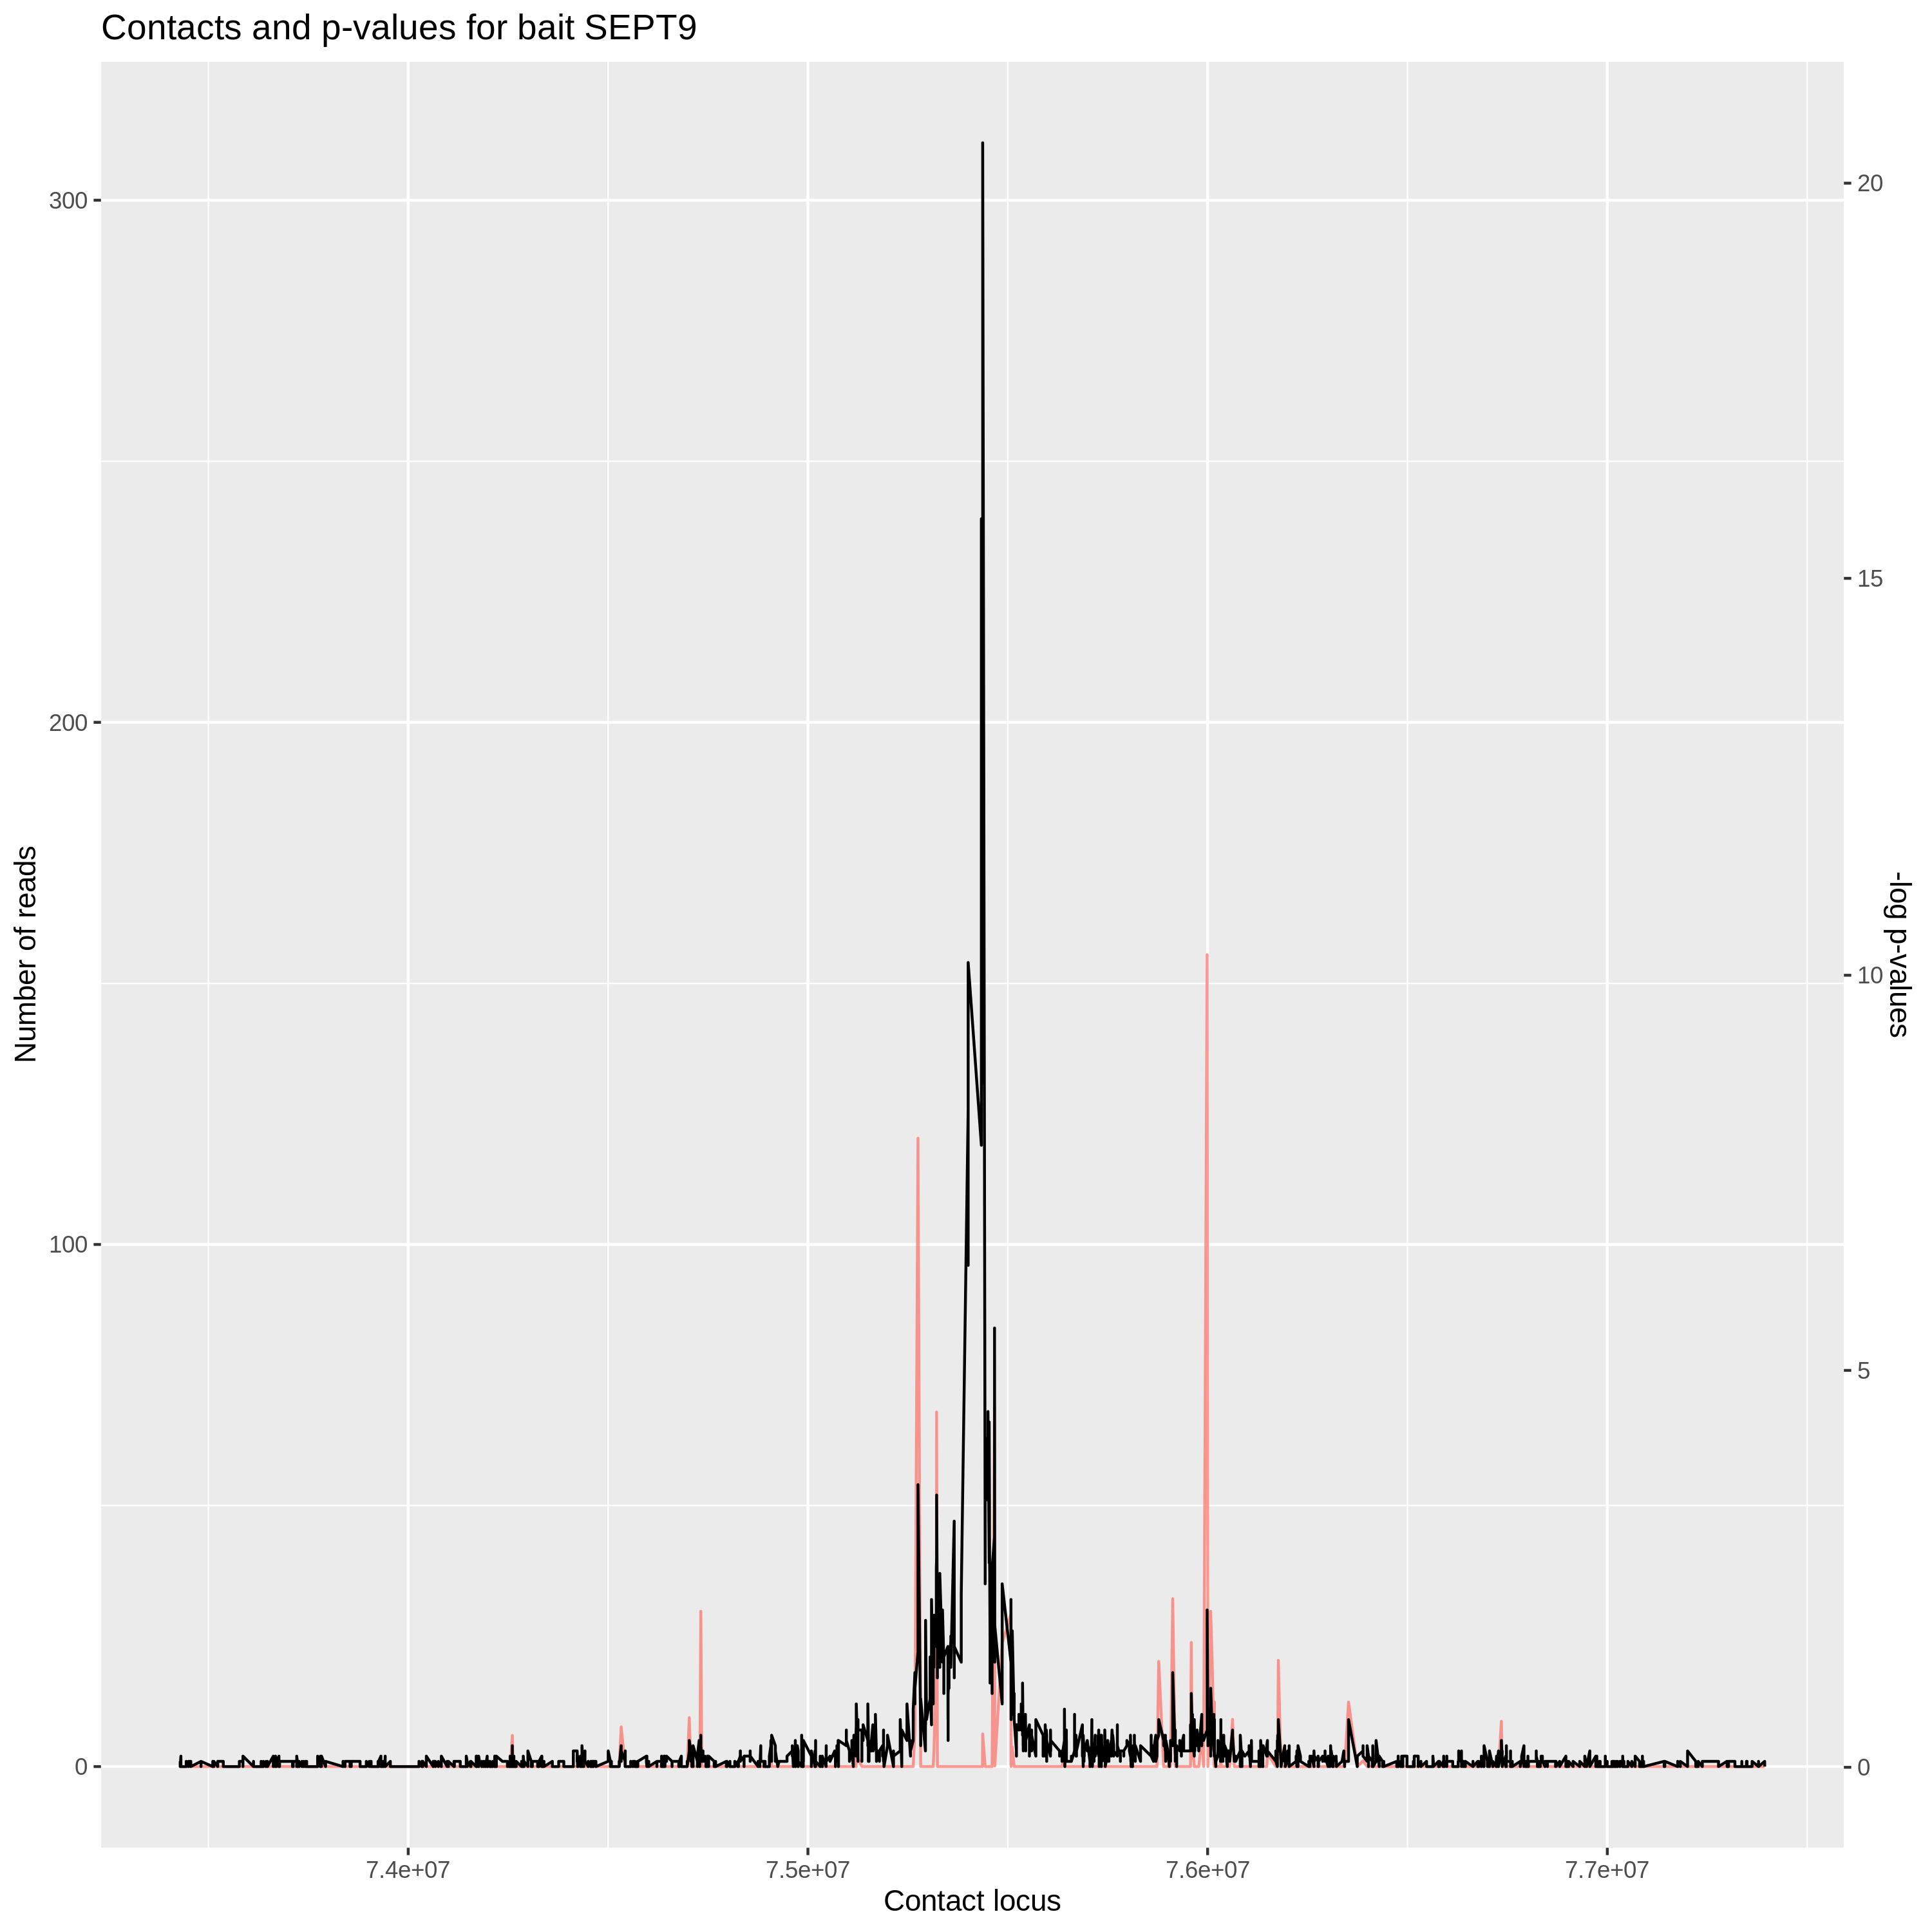 Contacts and p-values for bait SEPT9
300
200
100
0
Number of reads
20
15
10
5
0
-log p-values
7.4e+07
7.5e+07
7.6e+07
7.7e+07
Contact locus